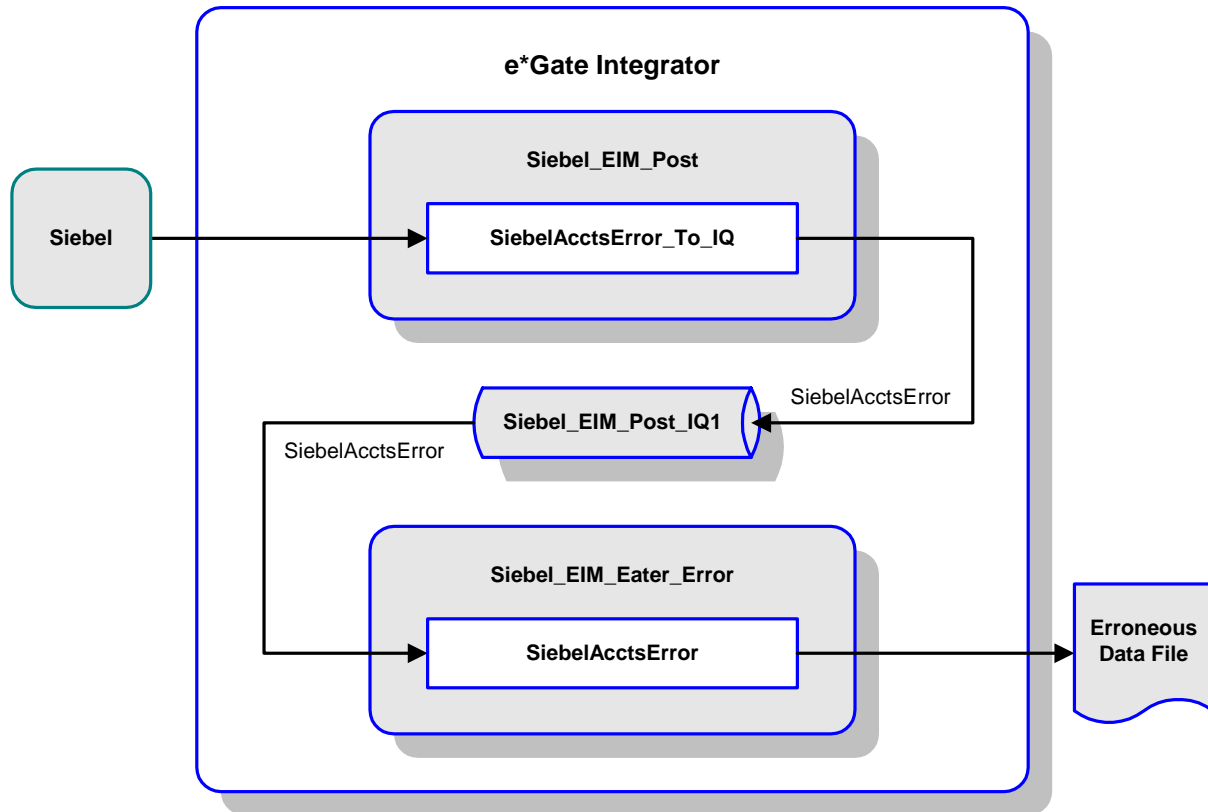 e*Gate Integrator
Siebel_EIM_Post
Siebel
SiebelAcctsError_To_IQ
SiebelAcctsError
Siebel_EIM_Post_IQ1
SiebelAcctsError
Siebel_EIM_Eater_Error
SiebelAcctsError
Erroneous
Data File